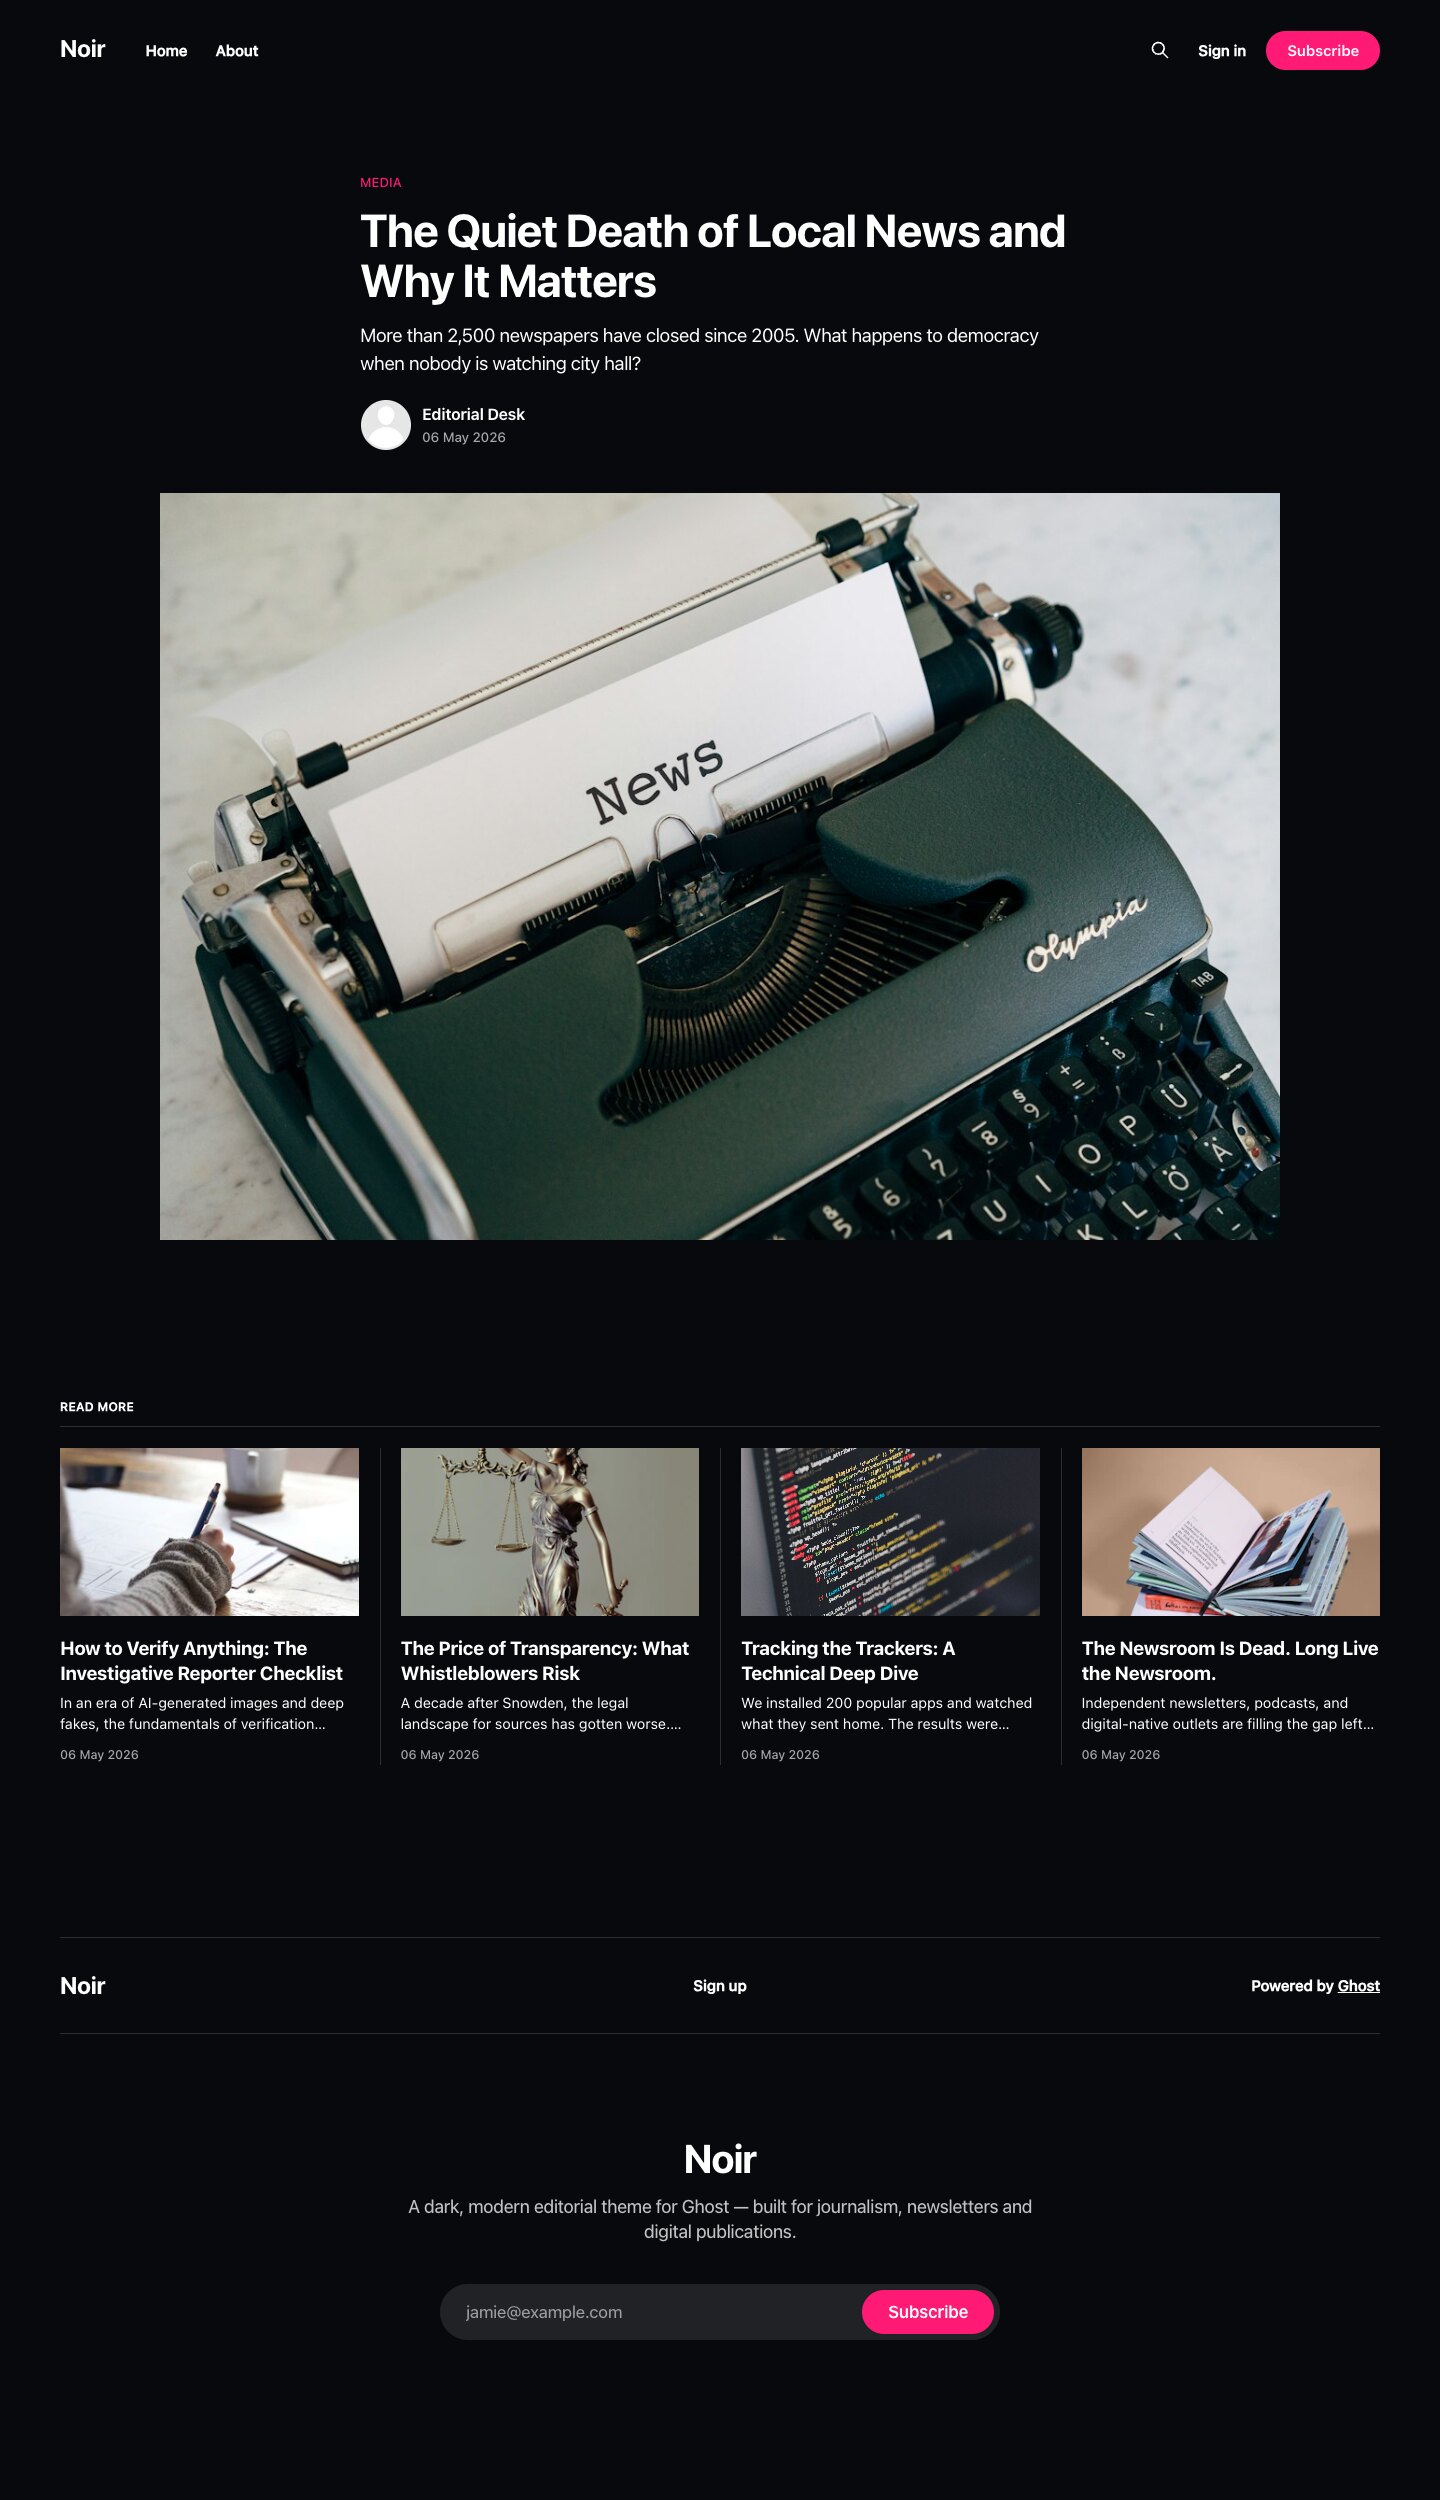 Noir
Home
About
Sign in
Subscribe
MEDIA
The Quiet Death of Local News and
Why It Matters
More than 2,500 newspapers have closed since 2005. What happens to democracy
when nobody is watching city hall?
Editorial Desk
06 May 2026
News
Olympia
TAB
ß
+ =
§ 9
( 8
Ü
P
O
I
U
Ä
Ö
L
K
READ MORE
How to Verify Anything: The
Investigative Reporter Checklist
In an era of AI-generated images and deep
fakes, the fundamentals of verification…
06 May 2026
The Price of Transparency: What
Whistleblowers Risk
A decade after Snowden, the legal
landscape for sources has gotten worse.…
06 May 2026
Tracking the Trackers: A
Technical Deep Dive
We installed 200 popular apps and watched
what they sent home. The results were…
06 May 2026
The Newsroom Is Dead. Long Live
the Newsroom.
Independent newsletters, podcasts, and
digital-native outlets are filling the gap left…
06 May 2026
Noir
Sign up
Powered by Ghost
Noir
A dark, modern editorial theme for Ghost — built for journalism, newsletters and
digital publications.
jamie@example.com
Subscribe